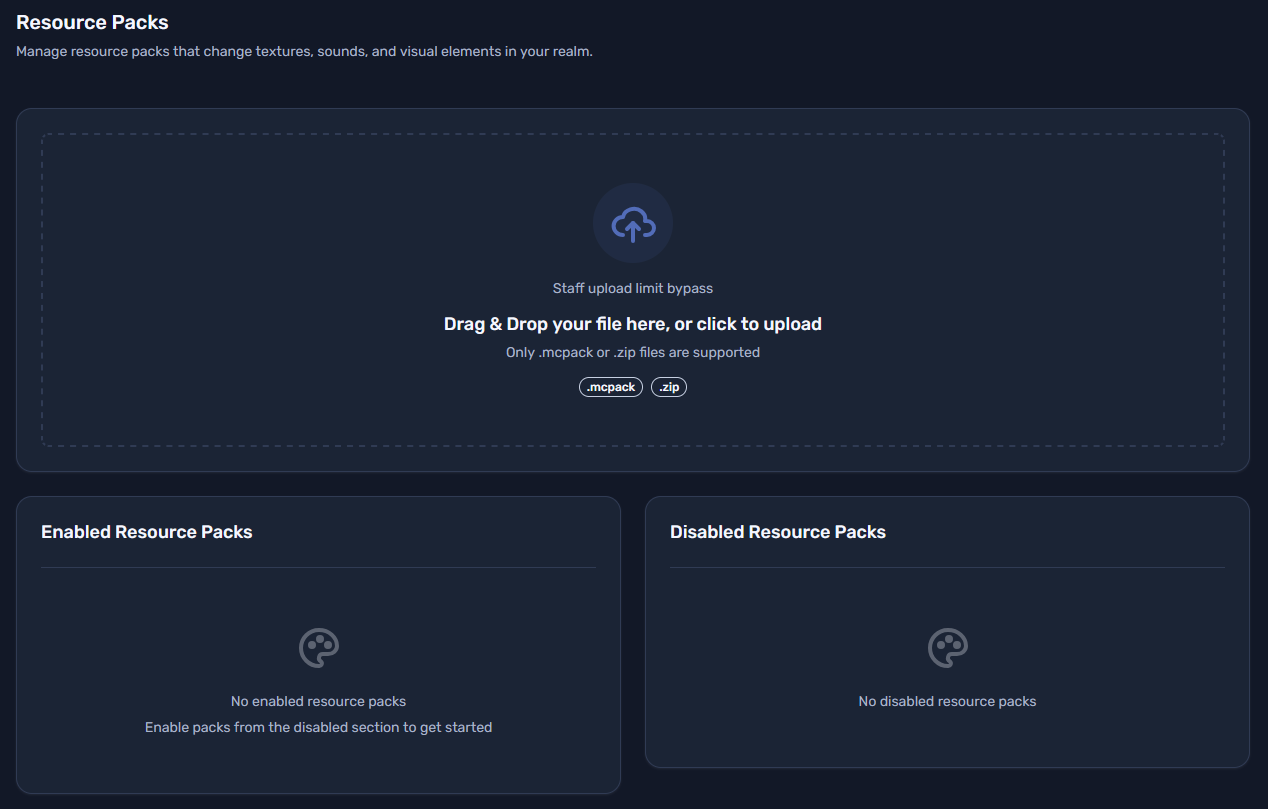 Resource Packs
Manage resource packs that change textures, sounds, and visual elements in your realm.
Staff upload limit bypass
Drag & Drop your file here, or click to upload
Only .mcpack or .zip files are supported
.mcpack .zip
Enabled Resource Packs
No enabled resource packs
Enable packs from the disabled section to get started
Disabled Resource Packs
No disabled resource packs